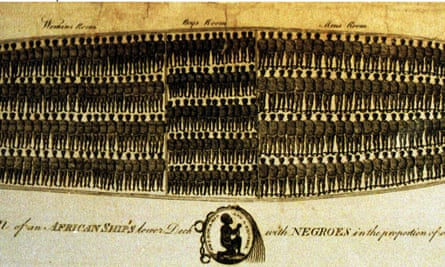 Womens Room Boys Room Mens Room
of an AFRICAN SHIP'S lower Deck with NEGROES in the proportion of